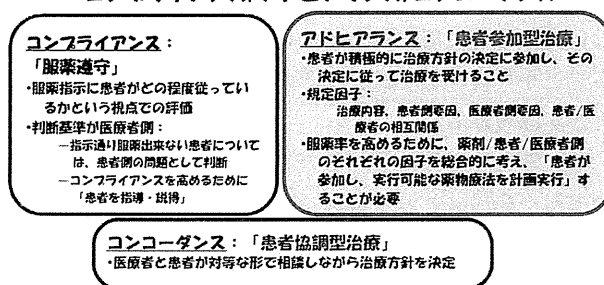 コンプライアンス：
「服薬遵守」
・服薬指示に患者がどの程度従ってい
るかという視点での評価
・判断基準が医療者側：
－指示通り服薬出来ない患者について
は、患者側の問題として判断
－コンプライアンスを高めるために
「患者を指導・説得」
アドヒアランス：「患者参加型治療」
・患者が積極的に治療方針の決定に参加し、その
決定に従って治療を受けること
・規定因子：
治療内容、患者側要因、医療者側要因、患者/医
療者の相互関係
・服薬率を高めるために、薬剤/患者/医療者側
のそれぞれの因子を総合的に考え、「患者が
参加し、実行可能な薬物療法を計画実行」す
ることが必要
コンコーダンス：「患者協調型治療」
・医療者と患者が対等な形で相談しながら治療方針を決定